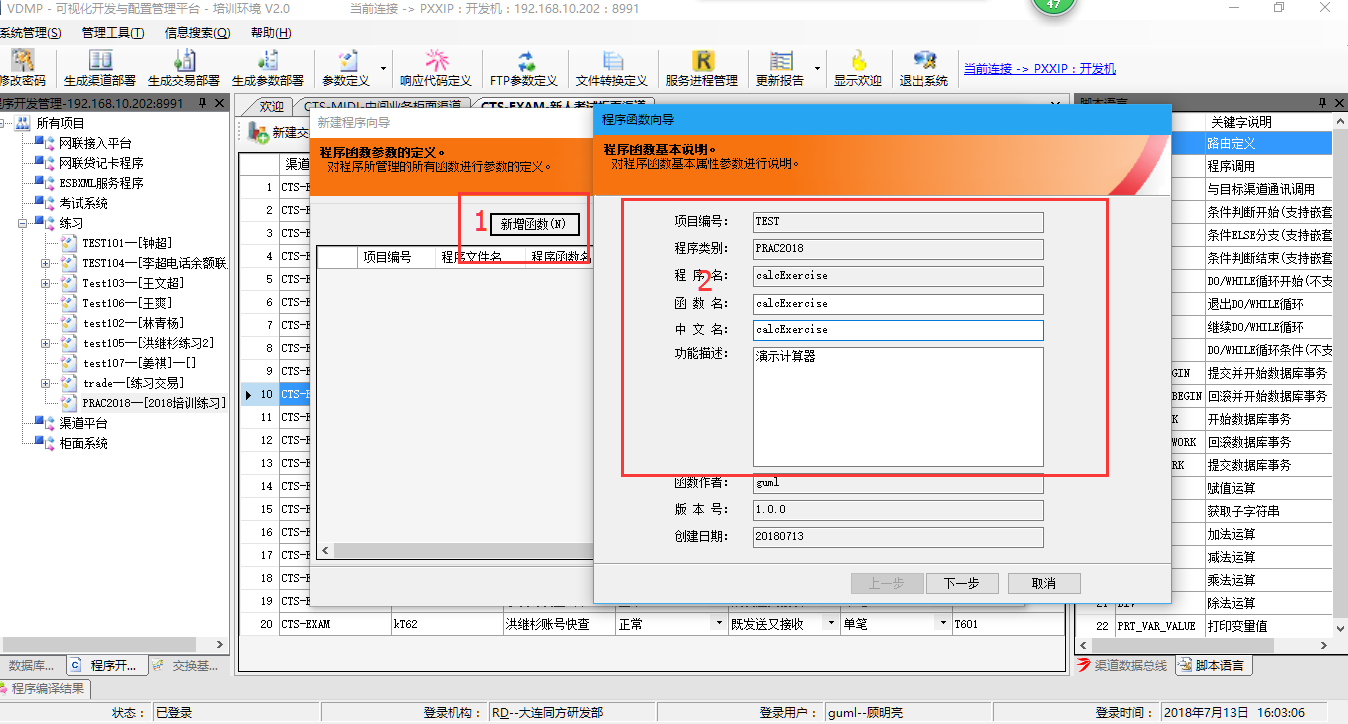 VDMP - 可视化开发与配置管理平台 - 培训环境 V2.0 当前连接 -> PXXIP：开发机：192.168.10.202：8991
47
系统管理(S) 管理工具(T) 信息搜索(Q) 帮助(H)
修改密码 生成渠道部署 生成交易部署 生成参数部署 参数定义 响应代码定义 FTP参数定义 文件转换定义 服务进程管理 更新报告 显示欢迎 退出系统 当前连接 -> PXXIP：开发机
程序开发管理-192.168.10.202:8991
所有项目
网联接入平台
网联贷记卡程序
ESBXML服务程序
考试系统
练习
TEST101—[钟超]
TEST104—[李超电话余额联
Test103—[王文超]
Test106—[王爽]
test102—[林青杨]
test105—[洪维杉练习2]
test107—[姜祺]—[]
trade—[练习交易]
PRAC2018—[2018培训练习]
渠道平台
柜面系统
数据库... 程序开... 交换基...
程序编译结果
欢迎 CTS-MIDI-中间业务柜面渠道 CTS-EXAM-新人考试柜面渠道
新建交
渠道
1 CTS-E
2 CTS-E
3 CTS-E
4 CTS-E
5 CTS-E
6 CTS-E
7 CTS-E
8 CTS-E
9 CTS-E
10 CTS-E
11 CTS-E
12 CTS-E
13 CTS-E
14 CTS-E
15 CTS-E
16 CTS-E
17 CTS-E
18 CTS-E
19 CTS-E
20 CTS-EXAM kT62 洪维杉账号快查 正常 既发送又接收 单笔 T601
新建程序向导
程序函数参数的定义。
对程序所管理的所有函数进行参数的定义。
1 新增函数(N)
项目编号 程序文件名 程序函数名
程序函数向导
程序函数基本说明。
对程序函数基本属性参数进行说明。
项目编号： TEST
程序类别： PRAC2018
程 序 名： calcExercise
2
函 数 名： calcExercise
中 文 名： calcExercise
功能描述： 演示计算器
函数作者： guml
版 本 号： 1.0.0
创建日期： 20180713
上一步 下一步 取消
脚本语言
关键字说明
路由定义
程序调用
与目标渠道通讯调用
条件判断开始(支持嵌套
条件ELSE分支(支持嵌套
条件判断结束(支持嵌套
DO/WHILE循环开始(不支
退出DO/WHILE循环
继续DO/WHILE循环
DO/WHILE循环条件(不支
GIN 提交并开始数据库事务
BEGIN 回滚并开始数据库事务
K 开始数据库事务
WORK 回滚数据库事务
RK 提交数据库事务
赋值运算
获取子字符串
加法运算
减法运算
乘法运算
除法运算
22 PRT_VAR_VALUE 打印变量值
渠道数据总线 脚本语言
状态： 已登录 登录机构： RD--大连同方研发部 登录用户： guml--顾明亮 登录时间： 2018年7月13日 16:03:06